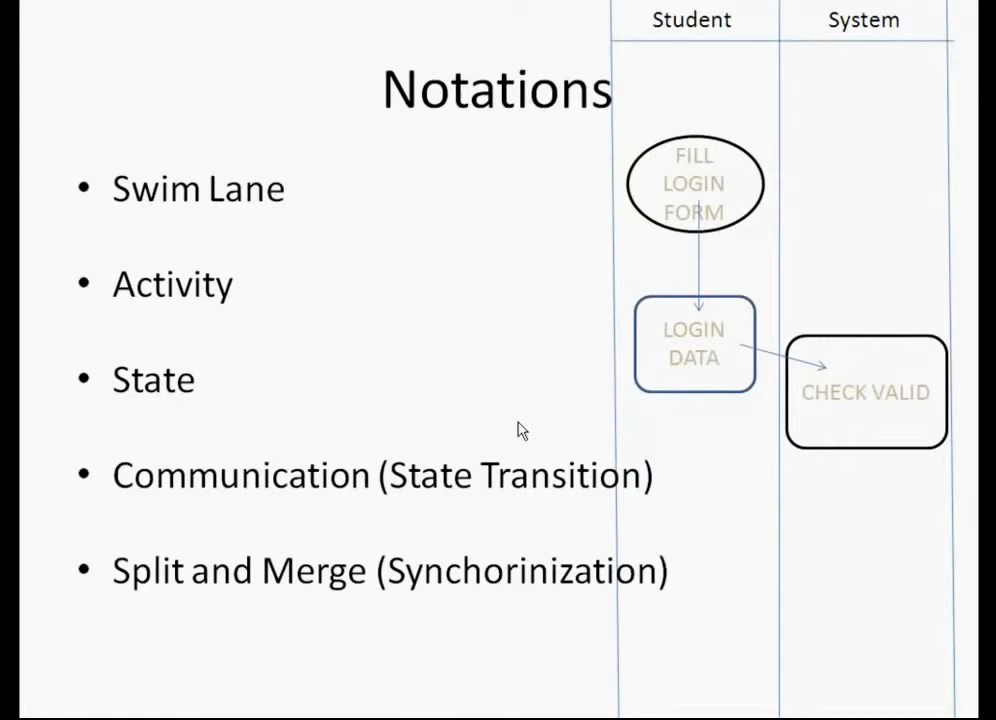 Student
System
Notations
• Swim Lane
• Activity
• State
• Communication (State Transition)
• Split and Merge (Synchorinization)
FILL
LOGIN
FORM
LOGIN
DATA
CHECK VALID